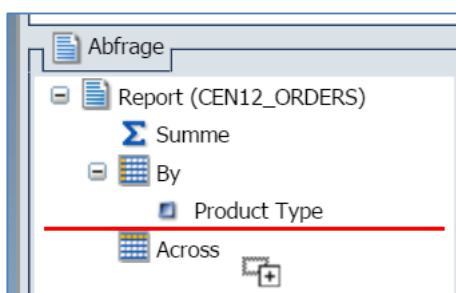 Abfrage
Report (CEN12_ORDERS)
Summe
By
Product Type
Across